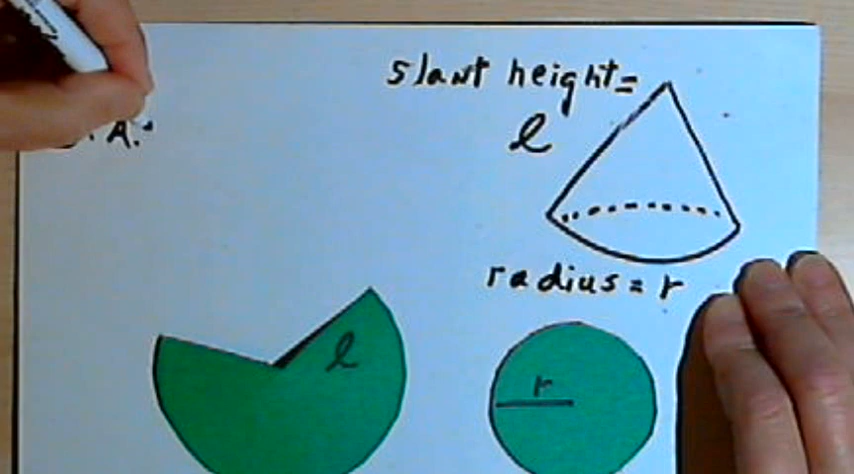 slant height =
l
A.
radius = r
l
r